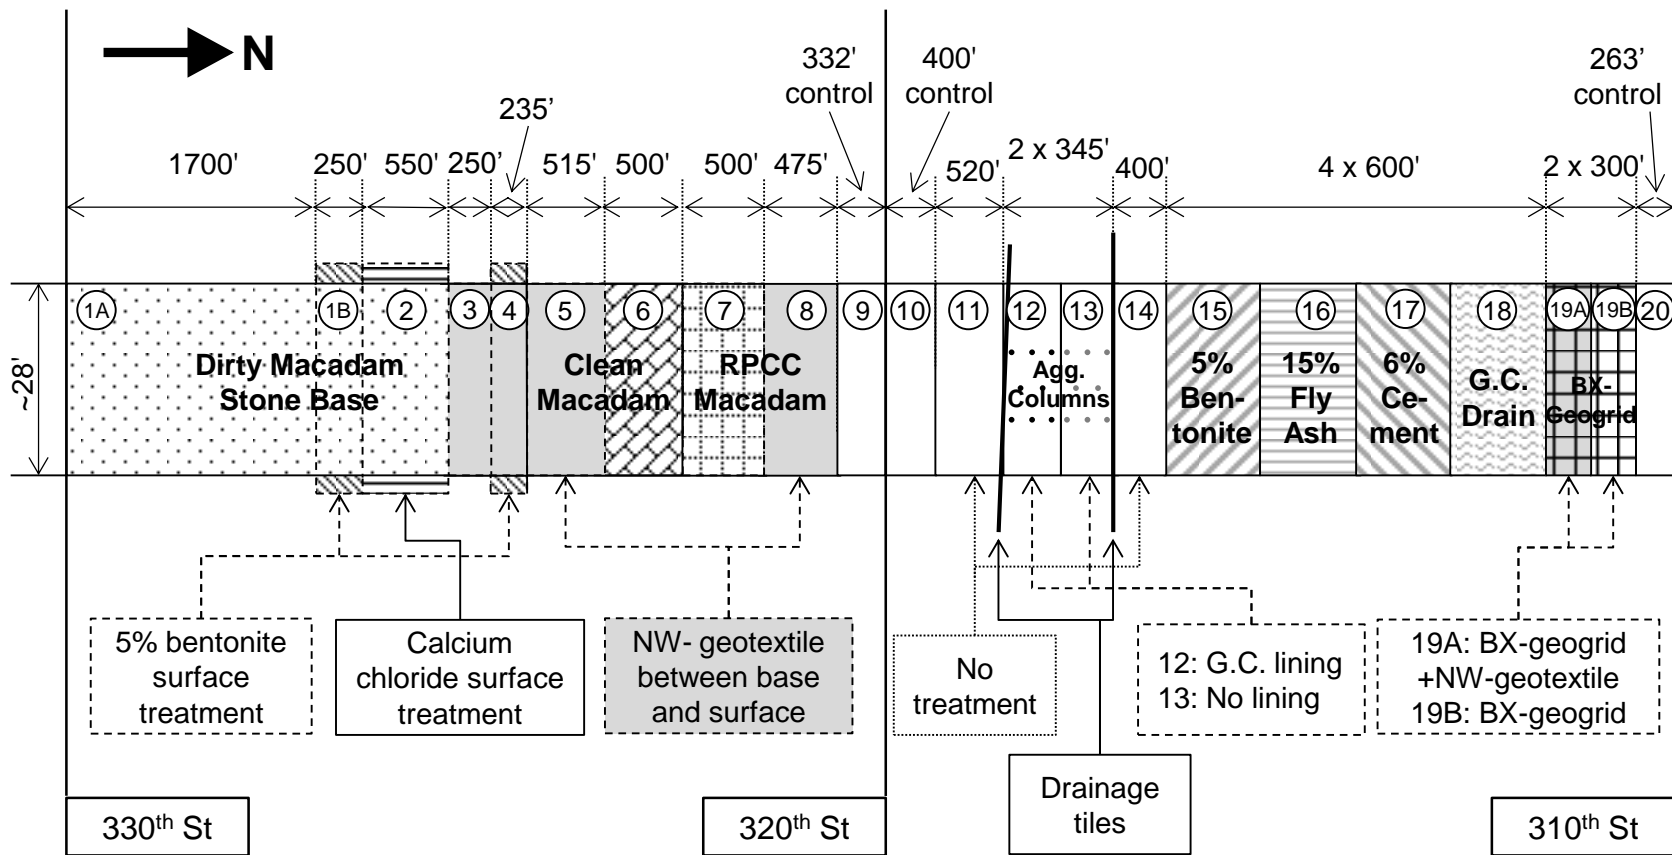 N
332'
control
400'
control
263’
control
235’
1700'
250'
550'
250'
515'
500'
500'
475'
520'
2 x 345'
400'
4 x 600'
2 x 300'
~28'
1A
1B
2
3
4
5
6
7
8
9
10
11
12
13
14
15
16
17
18
19A
19B
20
Dirty Macadam
Stone Base
Clean
Macadam
RPCC
Macadam
Agg.
Columns
5%
Ben-
tonite
15%
Fly
Ash
6%
Ce-
ment
G.C.
Drain
BX-
Geogrid
5% bentonite
surface
treatment
Calcium
chloride surface
treatment
NW- geotextile
between base
and surface
No
treatment
12: G.C. lining
13: No lining
19A: BX-geogrid
+NW-geotextile
19B: BX-geogrid
Drainage
tiles
330th St
320th St
310th St